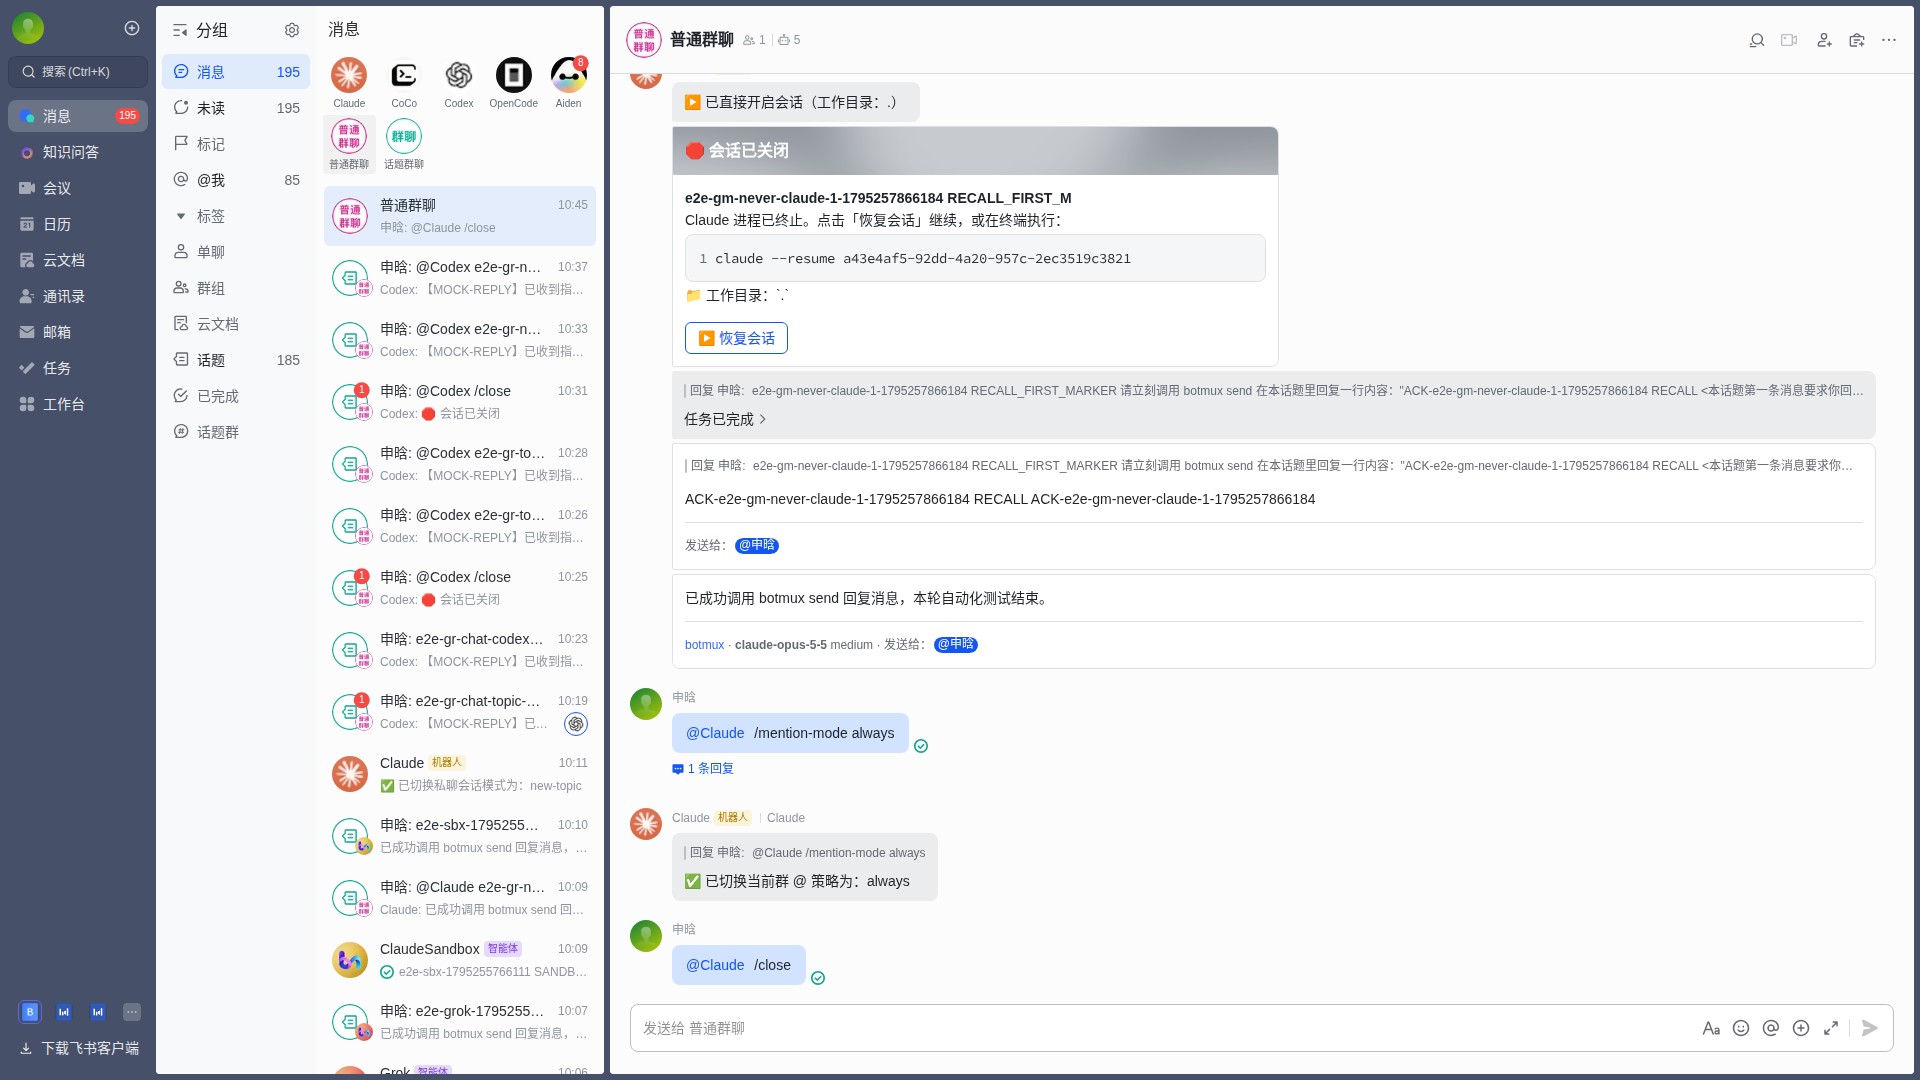 搜索 (Ctrl+K)
消息
195
知识问答
会议
日历
云文档
通讯录
邮箱
任务
工作台
B
下载飞书客户端
分组
消息 195
未读 195
标记
@我 85
标签
单聊
群组
云文档
话题 185
已完成
话题群
消息
Claude
CoCo
Codex
OpenCode
8
Aiden
普通
群聊
普通群聊
群聊
话题群聊
普通群聊 10:45
申晗: @Claude /close
申晗: @Codex e2e-gr-n... 10:37
Codex: 【MOCK-REPLY】已收到指...
申晗: @Codex e2e-gr-n... 10:33
Codex: 【MOCK-REPLY】已收到指...
1
申晗: @Codex /close 10:31
Codex: 🛑 会话已关闭
申晗: @Codex e2e-gr-to... 10:28
Codex: 【MOCK-REPLY】已收到指...
申晗: @Codex e2e-gr-to... 10:26
Codex: 【MOCK-REPLY】已收到指...
1
申晗: @Codex /close 10:25
Codex: 🛑 会话已关闭
申晗: e2e-gr-chat-codex... 10:23
Codex: 【MOCK-REPLY】已收到指...
1
申晗: e2e-gr-chat-topic-... 10:19
Codex: 【MOCK-REPLY】已...
Claude 机器人 10:11
✅ 已切换私聊会话模式为：new-topic
申晗: e2e-sbx-1795255... 10:10
已成功调用 botmux send 回复消息，...
申晗: @Claude e2e-gr-n... 10:09
Claude: 已成功调用 botmux send 回...
ClaudeSandbox 智能体 10:09
e2e-sbx-1795255766111 SANDB...
申晗: e2e-grok-1795255... 10:07
已成功调用 botmux send 回复消息，...
Grok 智能体 10:06
普通
群聊
普通群聊
1
5
▶️ 已直接开启会话（工作目录：.）
🛑 会话已关闭
e2e-gm-never-claude-1-1795257866184 RECALL_FIRST_M
Claude 进程已终止。点击「恢复会话」继续，或在终端执行：
1 claude --resume a43e4af5-92dd-4a20-957c-2ec3519c3821
📁 工作目录：`.`
▶️ 恢复会话
回复 申晗: e2e-gm-never-claude-1-1795257866184 RECALL_FIRST_MARKER 请立刻调用 botmux send 在本话题里回复一行内容："ACK-e2e-gm-never-claude-1-1795257866184 RECALL <本话题第一条消息要求你回...
任务已完成 >
回复 申晗: e2e-gm-never-claude-1-1795257866184 RECALL_FIRST_MARKER 请立刻调用 botmux send 在本话题里回复一行内容："ACK-e2e-gm-never-claude-1-1795257866184 RECALL <本话题第一条消息要求你...
ACK-e2e-gm-never-claude-1-1795257866184 RECALL ACK-e2e-gm-never-claude-1-1795257866184
发送给：@申晗
已成功调用 botmux send 回复消息，本轮自动化测试结束。
botmux · claude-opus-5-5 medium · 发送给：@申晗
申晗
@Claude /mention-mode always
1 条回复
Claude 机器人 | Claude
回复 申晗: @Claude /mention-mode always
✅ 已切换当前群 @ 策略为：always
申晗
@Claude /close
发送给 普通群聊
Aa